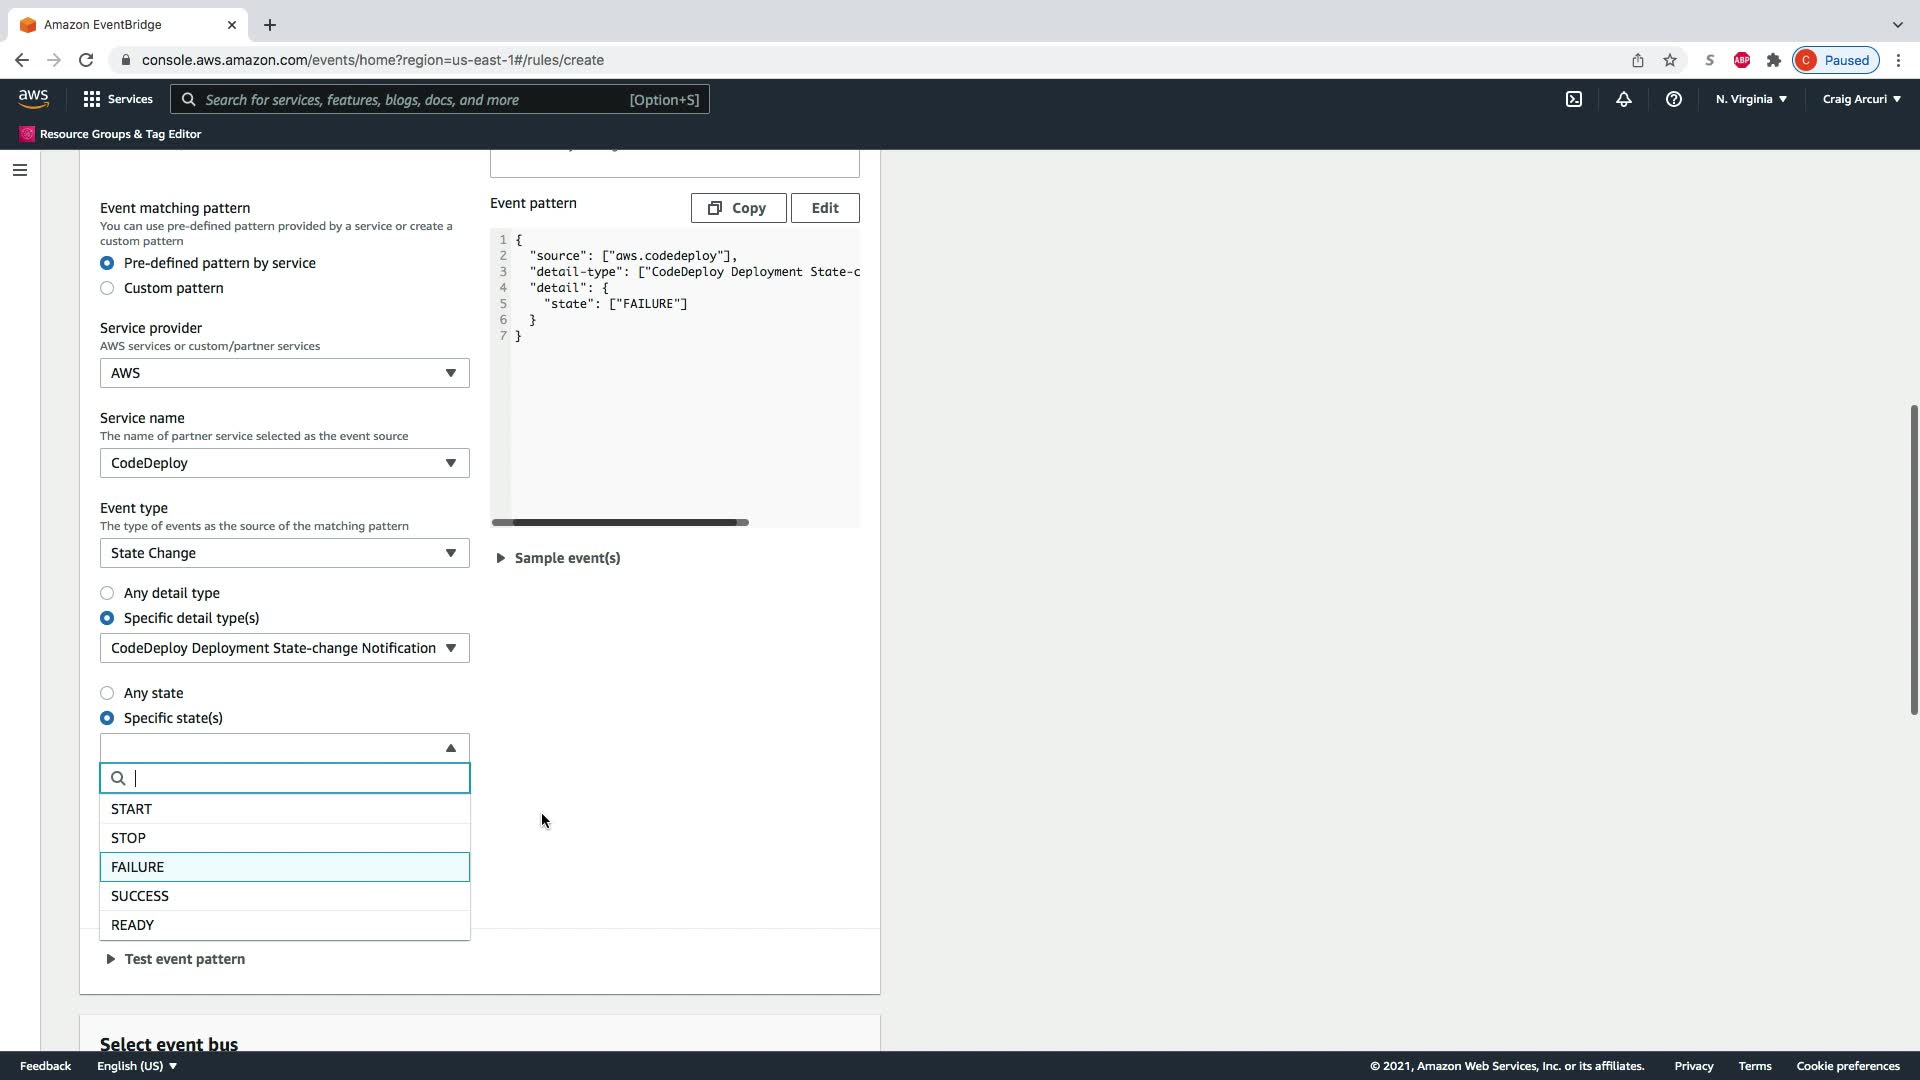 Amazon EventBridge
console.aws.amazon.com/events/home?region=us-east-1#/rules/create
S
ABP
C
Paused
aws
Services
Search for services, features, blogs, docs, and more
[Option+S]
N. Virginia
Craig Arcuri
Resource Groups & Tag Editor
Event matching pattern
You can use pre-defined pattern provided by a service or create a
custom pattern
Pre-defined pattern by service
Custom pattern
Service provider
AWS services or custom/partner services
AWS
Service name
The name of partner service selected as the event source
CodeDeploy
Event type
The type of events as the source of the matching pattern
State Change
Any detail type
Specific detail type(s)
CodeDeploy Deployment State-change Notification
Any state
Specific state(s)
START
STOP
FAILURE
SUCCESS
READY
Event pattern
Copy
Edit
1 {
2 "source": ["aws.codedeploy"],
3 "detail-type": ["CodeDeploy Deployment State-c
4 "detail": {
5 "state": ["FAILURE"]
6 }
7 }
Sample event(s)
Test event pattern
Select event bus
Feedback
English (US)
© 2021, Amazon Web Services, Inc. or its affiliates.
Privacy
Terms
Cookie preferences